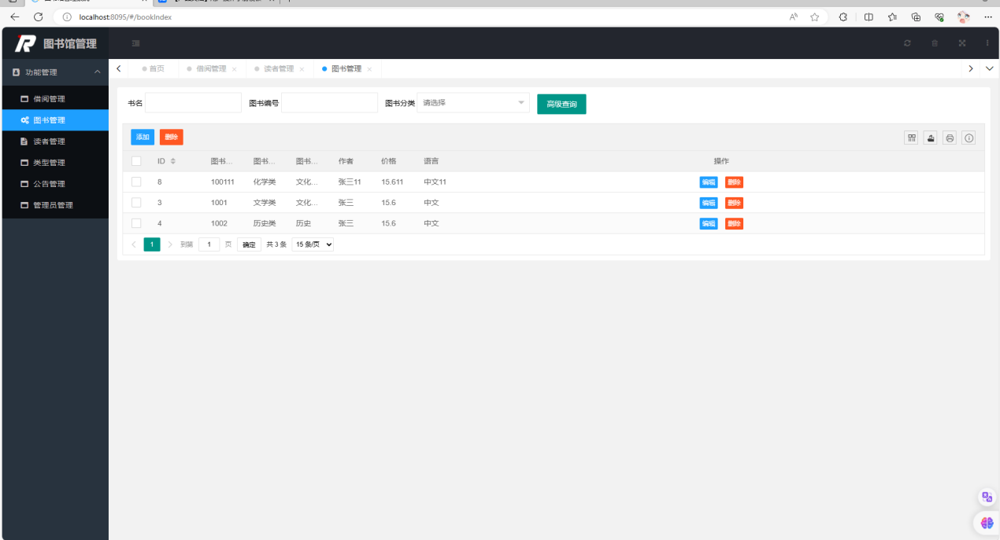 localhost:8095/#/bookIndex
图书馆管理
功能管理
借阅管理
图书管理
读者管理
类型管理
公告管理
管理员管理
首页 借阅管理 读者管理 图书管理
书名 图书编号 图书分类 请选择 高级查询
添加 删除
ID 图书... 图书... 图书... 作者 价格 语言 操作
8 100111 化学类 文化... 张三11 15.611 中文11 编辑 删除
3 1001 文学类 文化... 张三 15.6 中文 编辑 删除
4 1002 历史类 历史 张三 15.6 中文 编辑 删除
1 到第 1 页 确定 共 3 条 15 条/页